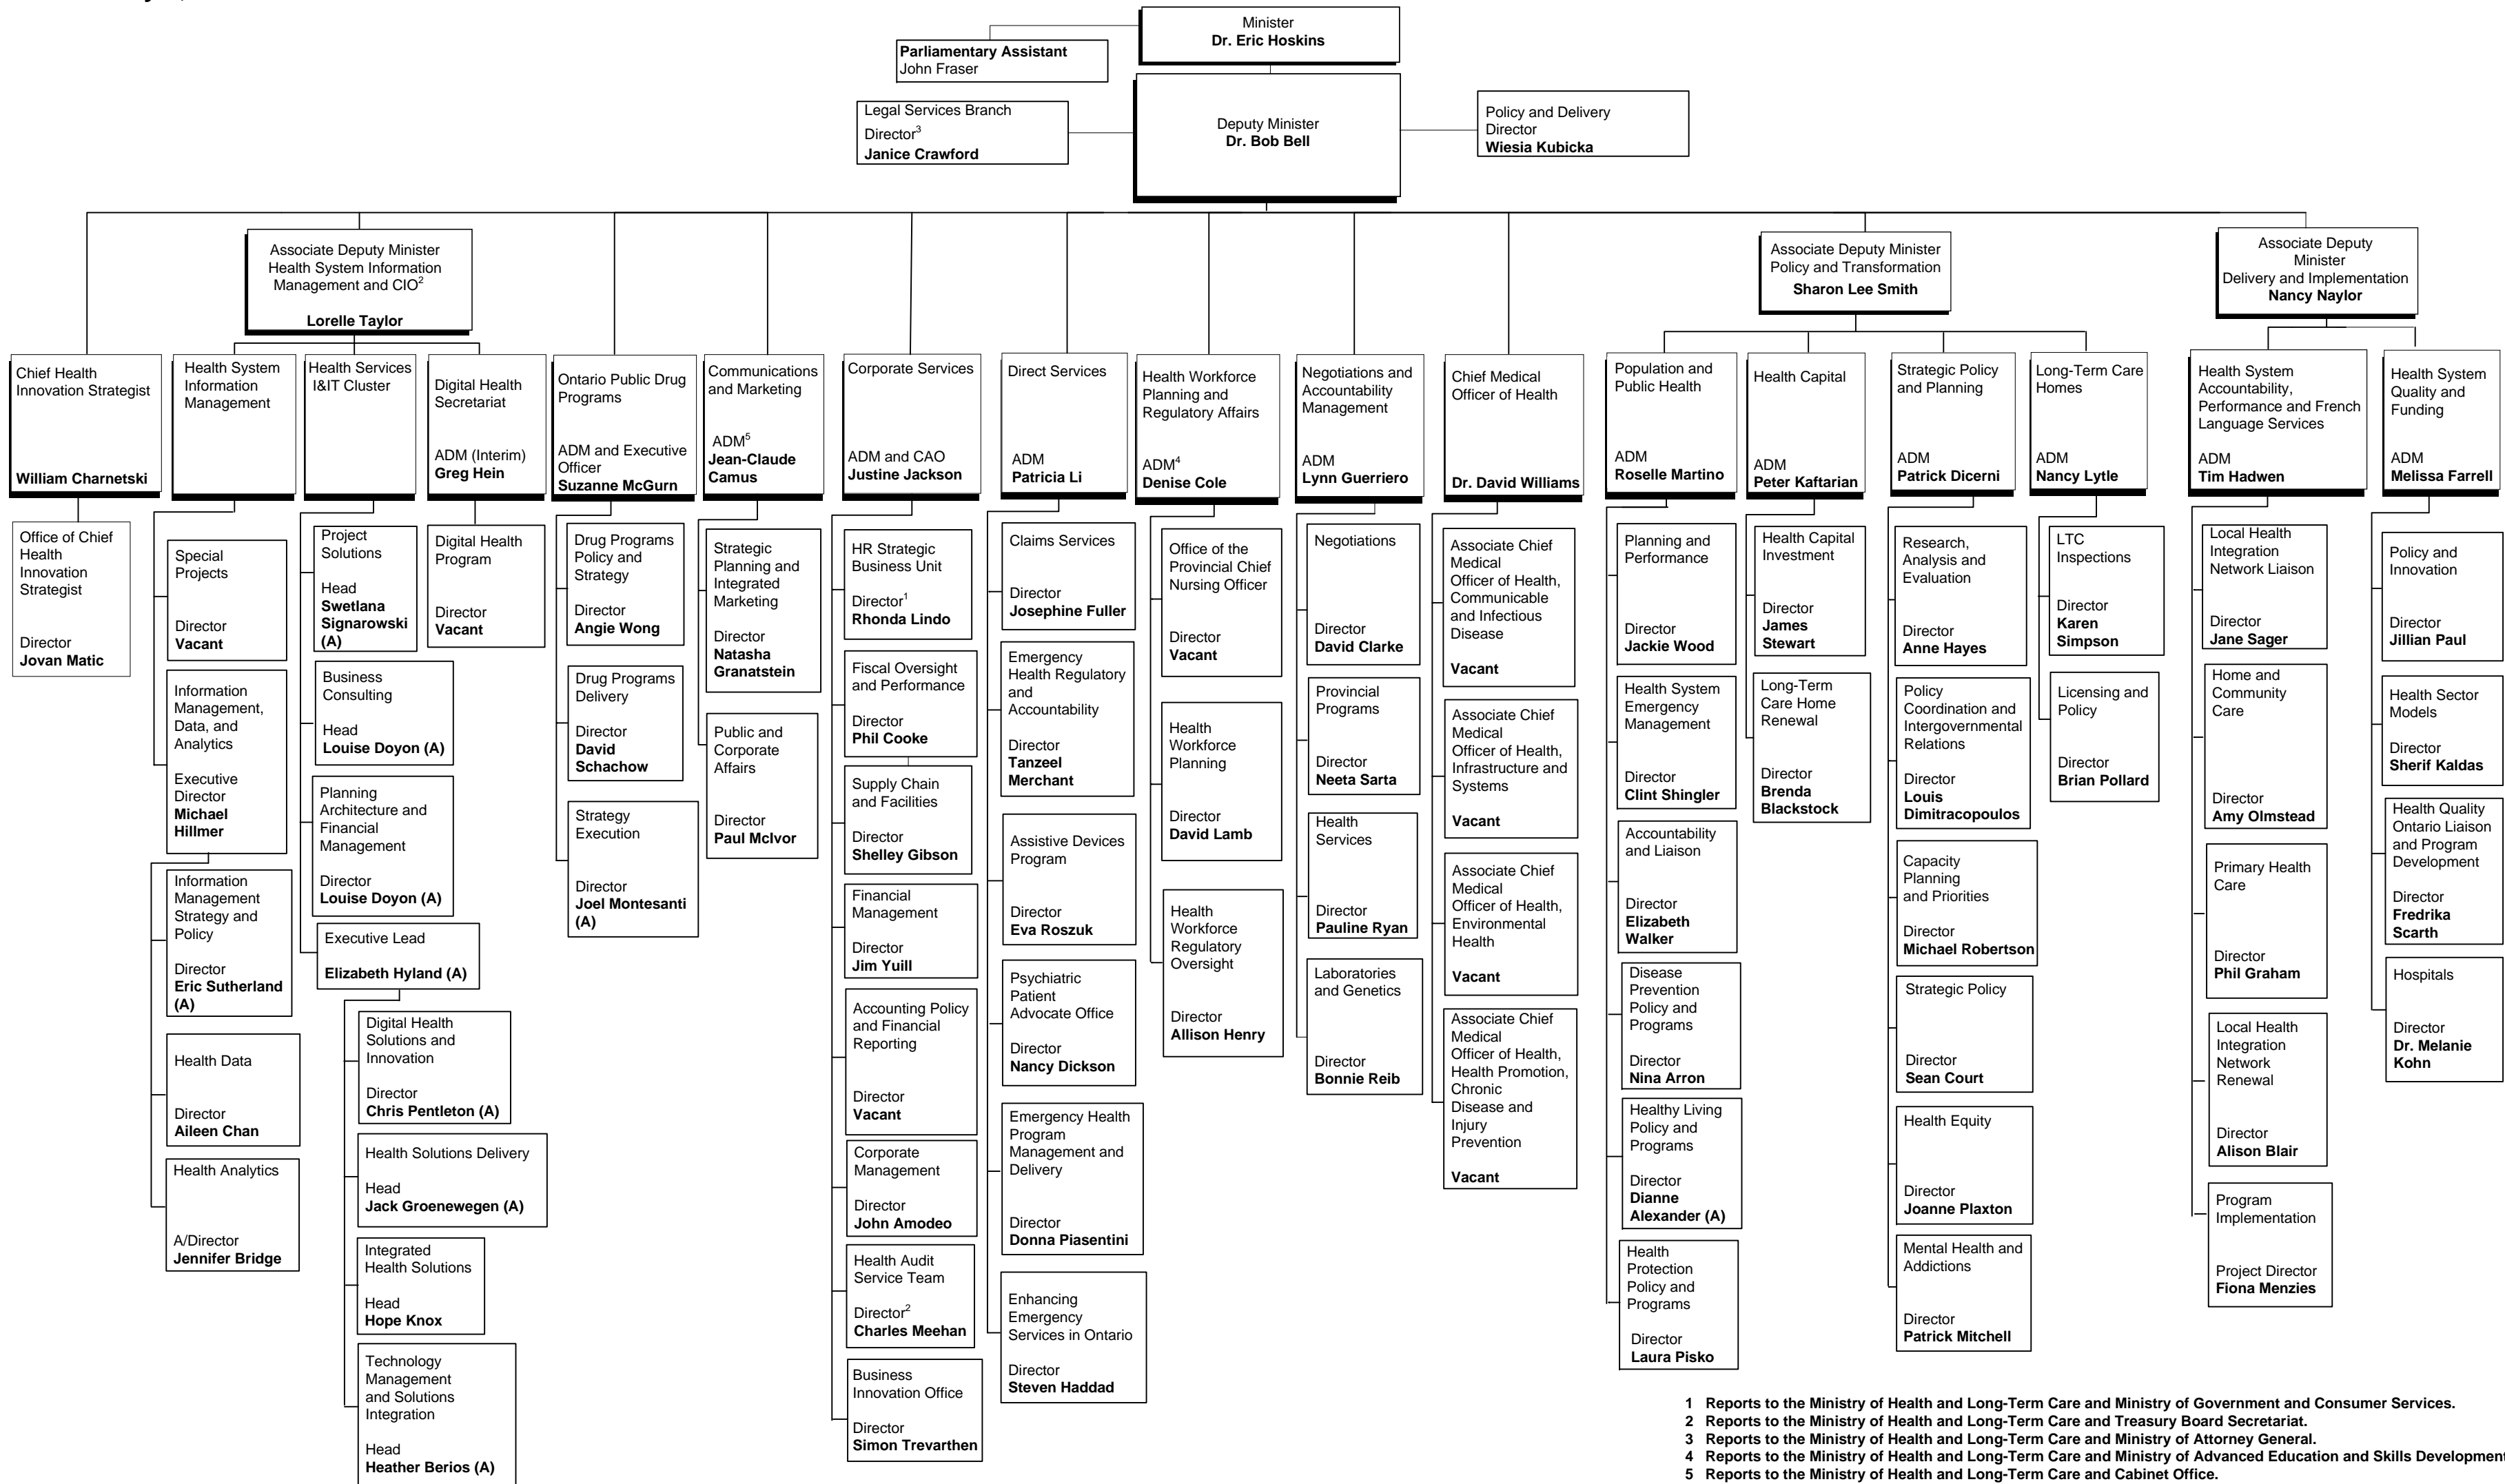 Minister
Dr. Eric Hoskins
Parliamentary Assistant
John Fraser
Legal Services Branch
Director3
Janice Crawford
Deputy Minister
Dr. Bob Bell
Policy and Delivery
Director
Wiesia Kubicka
Associate Deputy Minister
Health System Information
Management and CIO2
Lorelle Taylor
Associate Deputy Minister
Policy and Transformation
Sharon Lee Smith
Associate Deputy
Minister
Delivery and Implementation
Nancy Naylor
Chief Health
Innovation Strategist
William Charnetski
Health System
Information
Management
Health Services
I&IT Cluster
Digital Health
Secretariat
ADM (Interim)
Greg Hein
Ontario Public Drug
Programs
ADM and Executive
Officer
Suzanne McGurn
Communications
and Marketing
ADM5
Jean-Claude
Camus
Corporate Services
ADM and CAO
Justine Jackson
Direct Services
ADM
Patricia Li
Health Workforce
Planning and
Regulatory Affairs
ADM4
Denise Cole
Negotiations and
Accountability
Management
ADM
Lynn Guerriero
Chief Medical
Officer of Health
Dr. David Williams
Population and
Public Health
ADM
Roselle Martino
Health Capital
ADM
Peter Kaftarian
Strategic Policy
and Planning
ADM
Patrick Dicerni
Long-Term Care
Homes
ADM
Nancy Lytle
Health System
Accountability,
Performance and French
Language Services
ADM
Tim Hadwen
Health System
Quality and
Funding
ADM
Melissa Farrell
Office of Chief
Health
Innovation
Strategist
Director
Jovan Matic
Special
Projects
Director
Vacant
Information
Management,
Data, and
Analytics
Executive
Director
Michael
Hillmer
Information
Management
Strategy and
Policy
Director
Eric Sutherland
(A)
Health Data
Director
Aileen Chan
Health Analytics
A/Director
Jennifer Bridge
Project
Solutions
Head
Swetlana
Signarowski
(A)
Business
Consulting
Head
Louise Doyon (A)
Planning
Architecture and
Financial
Management
Director
Louise Doyon (A)
Executive Lead
Elizabeth Hyland (A)
Digital Health
Solutions and
Innovation
Director
Chris Pentleton (A)
Health Solutions Delivery
Head
Jack Groenewegen (A)
Integrated
Health Solutions
Head
Hope Knox
Technology
Management
and Solutions
Integration
Head
Heather Berios (A)
Digital Health
Program
Director
Vacant
Drug Programs
Policy and
Strategy
Director
Angie Wong
Drug Programs
Delivery
Director
David
Schachow
Strategy
Execution
Director
Joel Montesanti
(A)
Strategic
Planning and
Integrated
Marketing
Director
Natasha
Granatstein
Public and
Corporate
Affairs
Director
Paul McIvor
HR Strategic
Business Unit
Director1
Rhonda Lindo
Fiscal Oversight
and Performance
Director
Phil Cooke
Supply Chain
and Facilities
Director
Shelley Gibson
Financial
Management
Director
Jim Yuill
Accounting Policy
and Financial
Reporting
Director
Vacant
Corporate
Management
Director
John Amodeo
Health Audit
Service Team
Director2
Charles Meehan
Business
Innovation Office
Director
Simon Trevarthen
Claims Services
Director
Josephine Fuller
Emergency
Health Regulatory
and
Accountability
Director
Tanzeel
Merchant
Assistive Devices
Program
Director
Eva Roszuk
Psychiatric
Patient
Advocate Office
Director
Nancy Dickson
Emergency Health
Program
Management and
Delivery
Director
Donna Piasentini
Enhancing
Emergency
Services in Ontario
Director
Steven Haddad
Office of the
Provincial Chief
Nursing Officer
Director
Vacant
Health
Workforce
Planning
Director
David Lamb
Health
Workforce
Regulatory
Oversight
Director
Allison Henry
Negotiations
Director
David Clarke
Provincial
Programs
Director
Neeta Sarta
Health
Services
Director
Pauline Ryan
Laboratories
and Genetics
Director
Bonnie Reib
Associate Chief
Medical
Officer of Health,
Communicable
and Infectious
Disease
Vacant
Associate Chief
Medical
Officer of Health,
Infrastructure and
Systems
Vacant
Associate Chief
Medical
Officer of Health,
Environmental
Health
Vacant
Associate Chief
Medical
Officer of Health,
Health Promotion,
Chronic
Disease and
Injury
Prevention
Vacant
Planning and
Performance
Director
Jackie Wood
Health System
Emergency
Management
Director
Clint Shingler
Accountability
and Liaison
Director
Elizabeth
Walker
Disease
Prevention
Policy and
Programs
Director
Nina Arron
Healthy Living
Policy and
Programs
Director
Dianne
Alexander (A)
Health
Protection
Policy and
Programs
Director
Laura Pisko
Health Capital
Investment
Director
James
Stewart
Long-Term
Care Home
Renewal
Director
Brenda
Blackstock
Research,
Analysis and
Evaluation
Director
Anne Hayes
Policy
Coordination and
Intergovernmental
Relations
Director
Louis
Dimitracopoulos
Capacity
Planning
and Priorities
Director
Michael Robertson
Strategic Policy
Director
Sean Court
Health Equity
Director
Joanne Plaxton
Mental Health and
Addictions
Director
Patrick Mitchell
LTC
Inspections
Director
Karen
Simpson
Licensing and
Policy
Director
Brian Pollard
Local Health
Integration
Network Liaison
Director
Jane Sager
Home and
Community
Care
Director
Amy Olmstead
Primary Health
Care
Director
Phil Graham
Local Health
Integration
Network
Renewal
Director
Alison Blair
Program
Implementation
Project Director
Fiona Menzies
Policy and
Innovation
Director
Jillian Paul
Health Sector
Models
Director
Sherif Kaldas
Health Quality
Ontario Liaison
and Program
Development
Director
Fredrika
Scarth
Hospitals
Director
Dr. Melanie
Kohn
1 Reports to the Ministry of Health and Long-Term Care and Ministry of Government and Consumer Services.
2 Reports to the Ministry of Health and Long-Term Care and Treasury Board Secretariat.
3 Reports to the Ministry of Health and Long-Term Care and Ministry of Attorney General.
4 Reports to the Ministry of Health and Long-Term Care and Ministry of Advanced Education and Skills Development
5 Reports to the Ministry of Health and Long-Term Care and Cabinet Office.